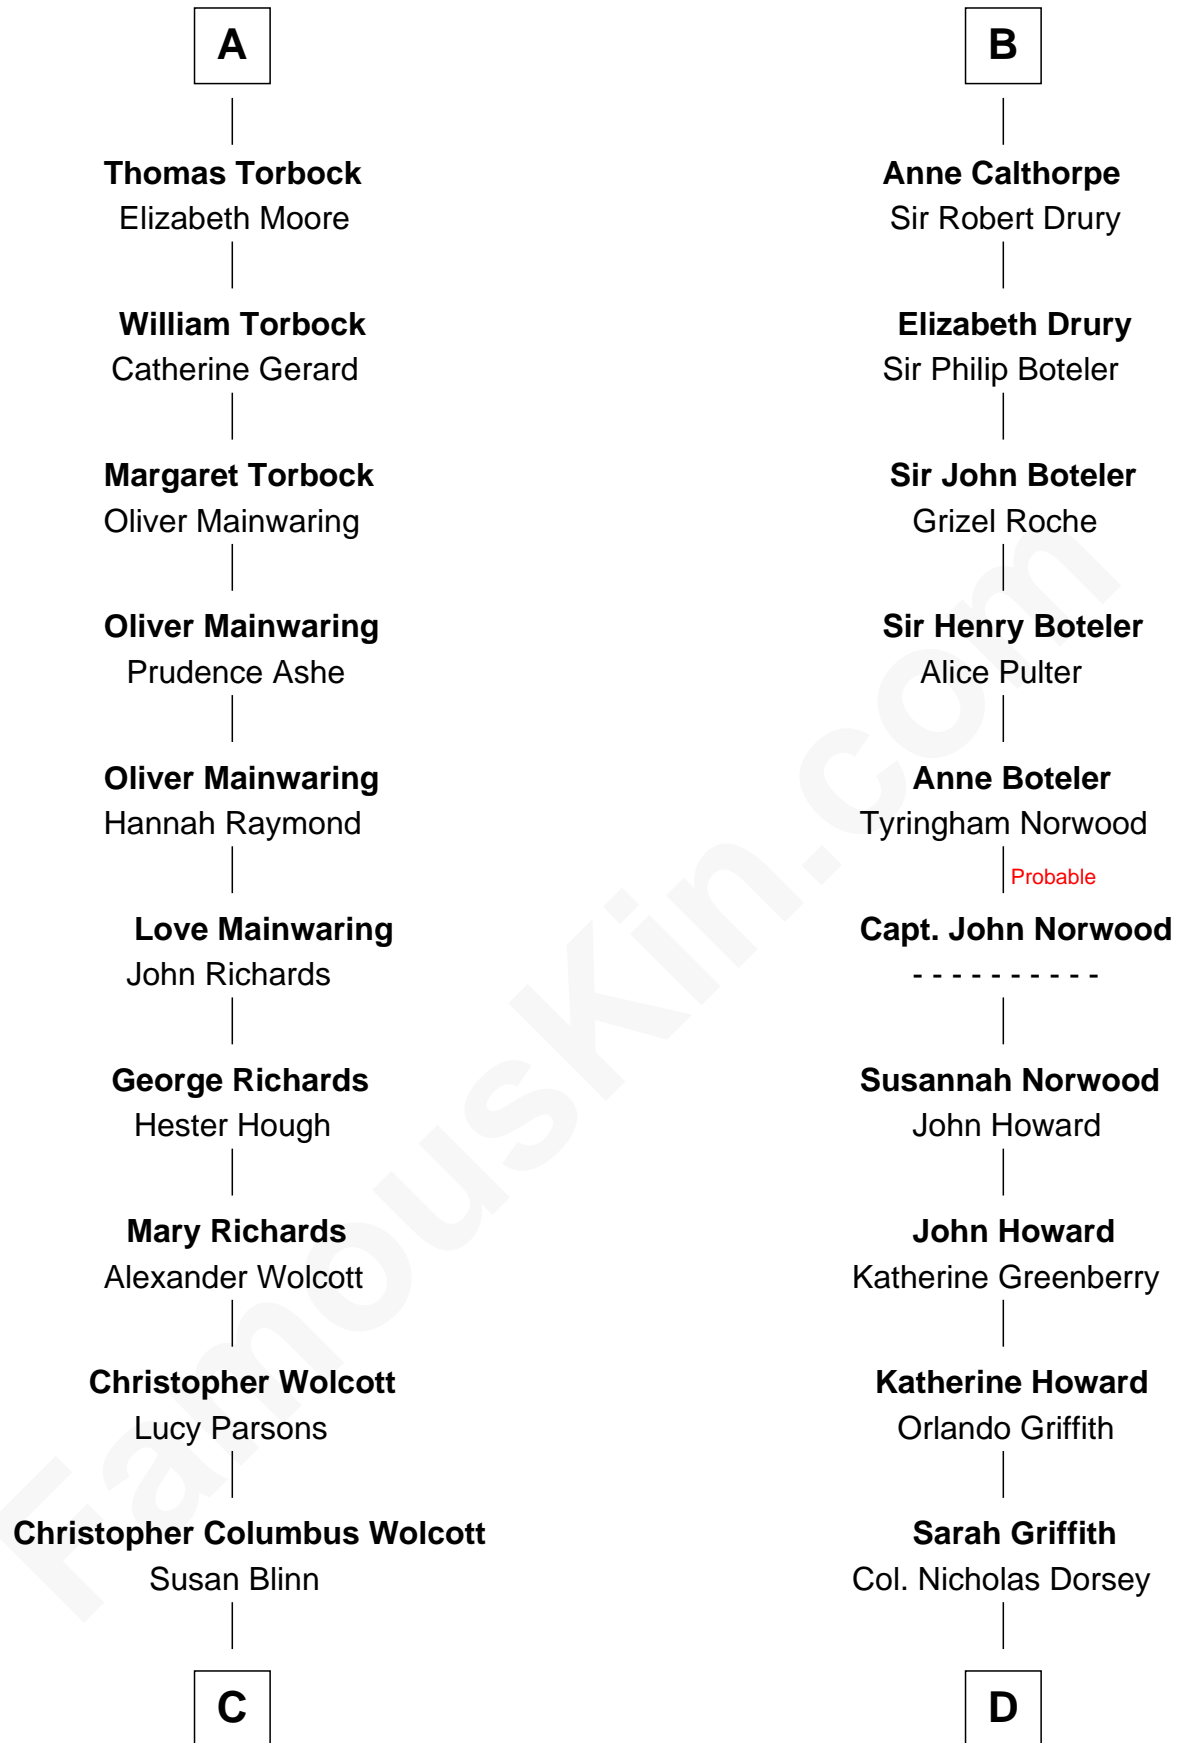 A
Thomas Torbock
Elizabeth Moore
William Torbock
Catherine Gerard
Margaret Torbock
Oliver Mainwaring
Oliver Mainwaring
Prudence Ashe
Oliver Mainwaring
Hannah Raymond
Love Mainwaring
John Richards
George Richards
Hester Hough
Mary Richards
Alexander Wolcott
Christopher Wolcott
Lucy Parsons
Christopher Columbus Wolcott
Susan Blinn
C
B
Anne Calthorpe
Sir Robert Drury
Elizabeth Drury
Sir Philip Boteler
Sir John Boteler
Grizel Roche
Sir Henry Boteler
Alice Pulter
Anne Boteler
Tyringham Norwood
Probable
Capt. John Norwood
- - - - - - - - - -
Susannah Norwood
John Howard
John Howard
Katherine Greenberry
Katherine Howard
Orlando Griffith
Sarah Griffith
Col. Nicholas Dorsey
D
FamousKin.com